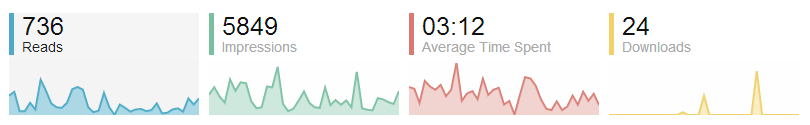 736
Reads
5849
Impressions
03:12
Average Time Spent
24
Downloads